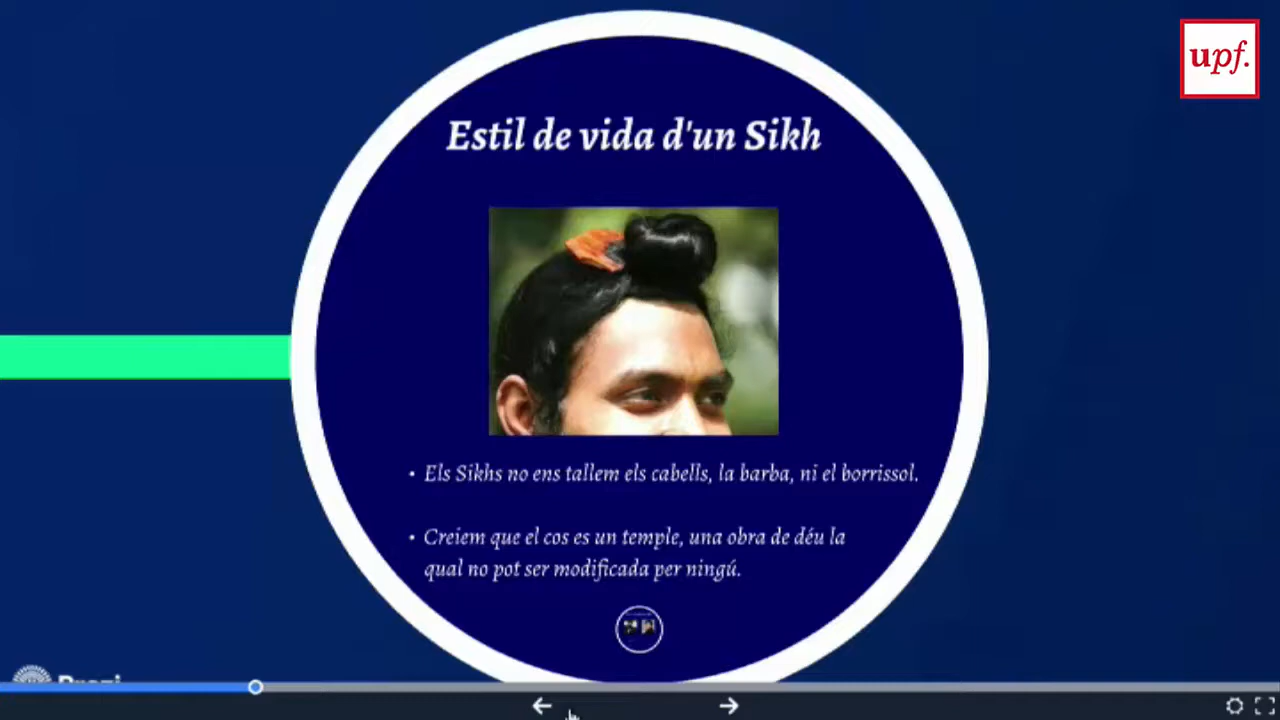 upf.
Estil de vida d'un Sikh
• Els Sikhs no ens tallem els cabells, la barba, ni el borrissol.
• Creiem que el cos es un temple, una obra de déu la
qual no pot ser modificada per ningú.
Prezi